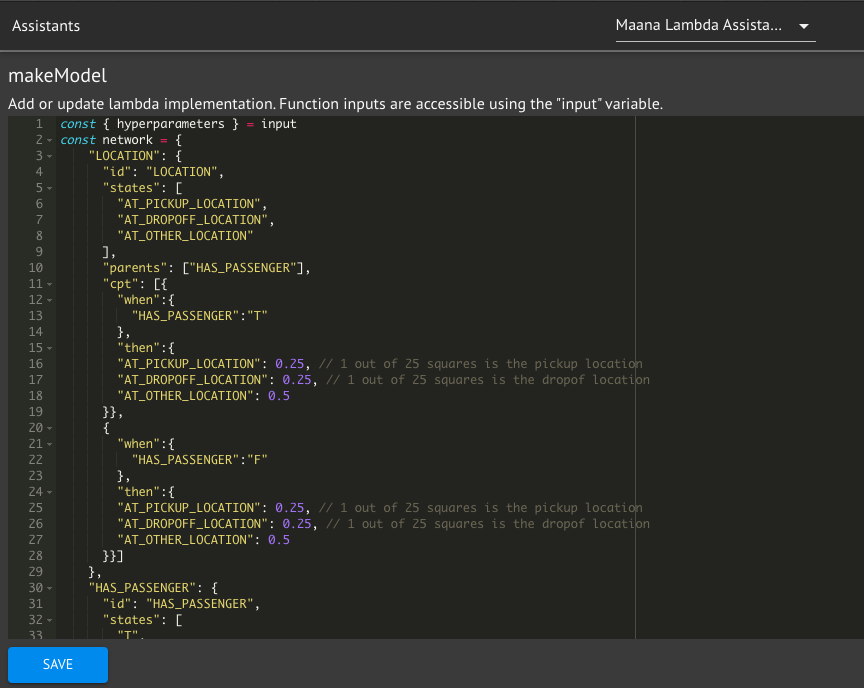 Assistants
Maana Lambda Assista...
makeModel
Add or update lambda implementation. Function inputs are accessible using the "input" variable.
1 const { hyperparameters } = input
2 const network = {
3 "LOCATION": {
4 "id": "LOCATION",
5 "states": [
6 "AT_PICKUP_LOCATION",
7 "AT_DROPOFF_LOCATION",
8 "AT_OTHER_LOCATION"
9 ],
10 "parents": ["HAS_PASSENGER"],
11 "cpt": [{
12 "when":{
13 "HAS_PASSENGER":"T"
14 },
15 "then":{
16 "AT_PICKUP_LOCATION": 0.25, // 1 out of 25 squares is the pickup location
17 "AT_DROPOFF_LOCATION": 0.25, // 1 out of 25 squares is the dropof location
18 "AT_OTHER_LOCATION": 0.5
19 }},
20 {
21 "when":{
22 "HAS_PASSENGER":"F"
23 },
24 "then":{
25 "AT_PICKUP_LOCATION": 0.25, // 1 out of 25 squares is the pickup location
26 "AT_DROPOFF_LOCATION": 0.25, // 1 out of 25 squares is the dropof location
27 "AT_OTHER_LOCATION": 0.5
28 }}]
29 },
30 "HAS_PASSENGER": {
31 "id": "HAS_PASSENGER",
32 "states": [
33 "T",
SAVE